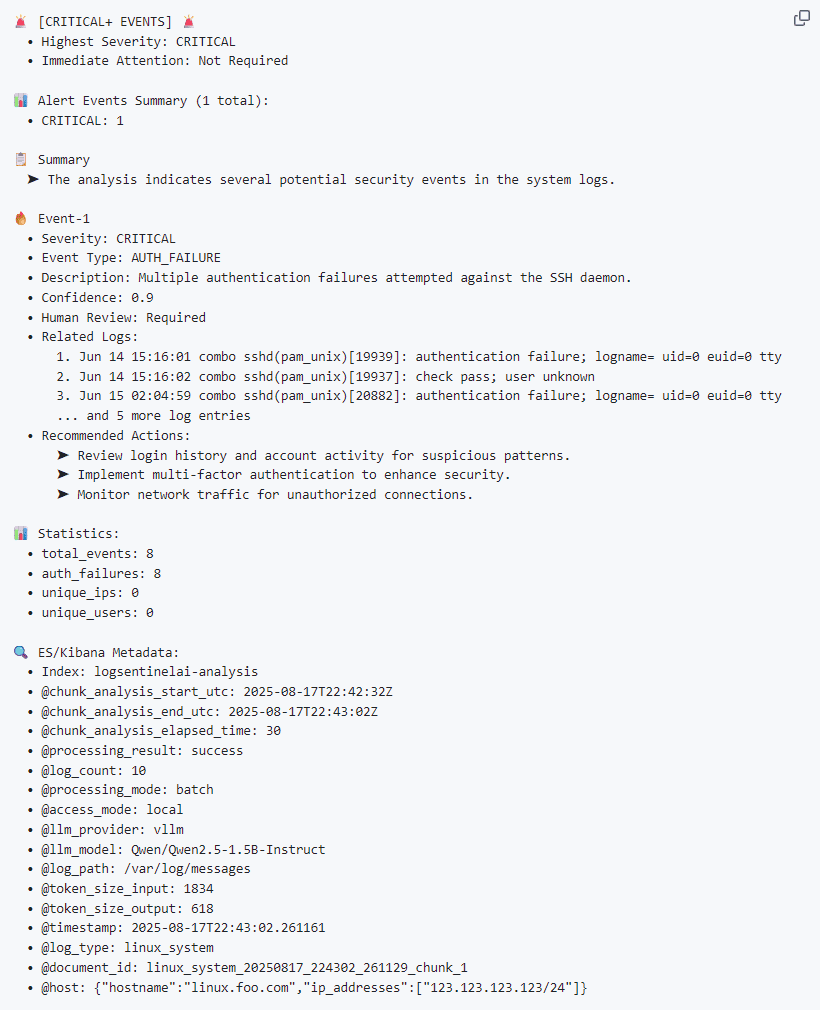 🚨 [CRITICAL+ EVENTS] 🚨
• Highest Severity: CRITICAL
• Immediate Attention: Not Required
📊 Alert Events Summary (1 total):
• CRITICAL: 1
📋 Summary
➤ The analysis indicates several potential security events in the system logs.
🔥 Event-1
• Severity: CRITICAL
• Event Type: AUTH_FAILURE
• Description: Multiple authentication failures attempted against the SSH daemon.
• Confidence: 0.9
• Human Review: Required
• Related Logs:
1. Jun 14 15:16:01 combo sshd(pam_unix)[19939]: authentication failure; logname= uid=0 euid=0 tty
2. Jun 14 15:16:02 combo sshd(pam_unix)[19937]: check pass; user unknown
3. Jun 15 02:04:59 combo sshd(pam_unix)[20882]: authentication failure; logname= uid=0 euid=0 tty
... and 5 more log entries
• Recommended Actions:
➤ Review login history and account activity for suspicious patterns.
➤ Implement multi-factor authentication to enhance security.
➤ Monitor network traffic for unauthorized connections.
📊 Statistics:
• total_events: 8
• auth_failures: 8
• unique_ips: 0
• unique_users: 0
🔍 ES/Kibana Metadata:
• Index: logsentinelai-analysis
• @chunk_analysis_start_utc: 2025-08-17T22:42:32Z
• @chunk_analysis_end_utc: 2025-08-17T22:43:02Z
• @chunk_analysis_elapsed_time: 30
• @processing_result: success
• @log_count: 10
• @processing_mode: batch
• @access_mode: local
• @llm_provider: vllm
• @llm_model: Qwen/Qwen2.5-1.5B-Instruct
• @log_path: /var/log/messages
• @token_size_input: 1834
• @token_size_output: 618
• @timestamp: 2025-08-17T22:43:02.261161
• @log_type: linux_system
• @document_id: linux_system_20250817_224302_261129_chunk_1
• @host: {"hostname":"linux.foo.com","ip_addresses":["123.123.123.123/24"]}